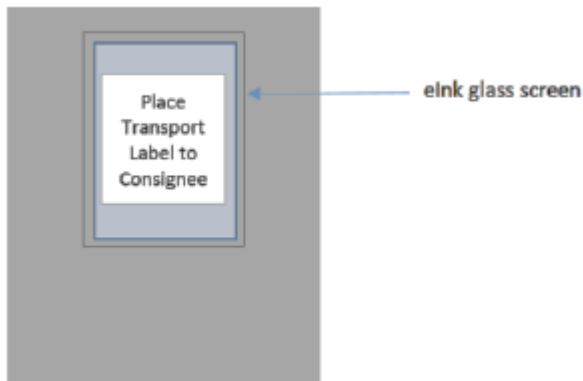 Place
Transport
Label to
Consignee
eInk glass screen